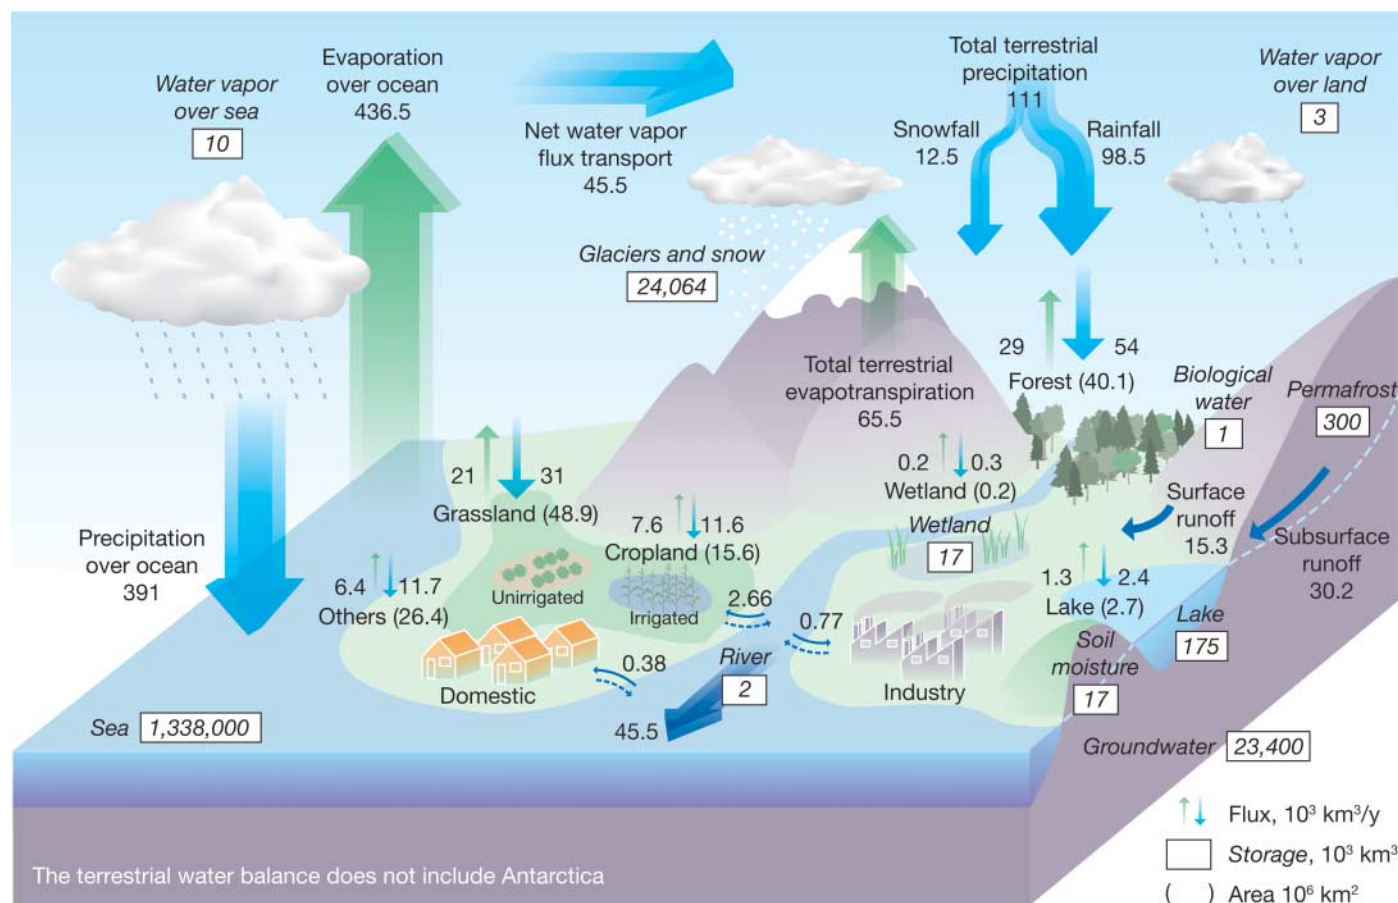 Water vapor
over sea
10
Evaporation
over ocean
436.5
Net water vapor
flux transport
45.5
Total terrestrial
precipitation
111
Snowfall
12.5
Rainfall
98.5
Water vapor
over land
3
Glaciers and snow
24,064
Total terrestrial
evapotranspiration
65.5
29
54
Forest (40.1)
Biological
water
1
Permafrost
300
21
31
Grassland (48.9)
0.2
0.3
Wetland (0.2)
Wetland
17
Surface
runoff
15.3
Subsurface
runoff
30.2
Precipitation
over ocean
391
6.4
11.7
Others (26.4)
7.6
11.6
Cropland (15.6)
Unirrigated
Irrigated
2.66
0.77
1.3
2.4
Lake (2.7)
Lake
175
Soil
moisture
17
Domestic
0.38
River
2
Industry
45.5
Sea 1,338,000
Groundwater 23,400
Flux, 10³ km³/y
Storage, 10³ km³
( ) Area 10⁶ km²
The terrestrial water balance does not include Antarctica